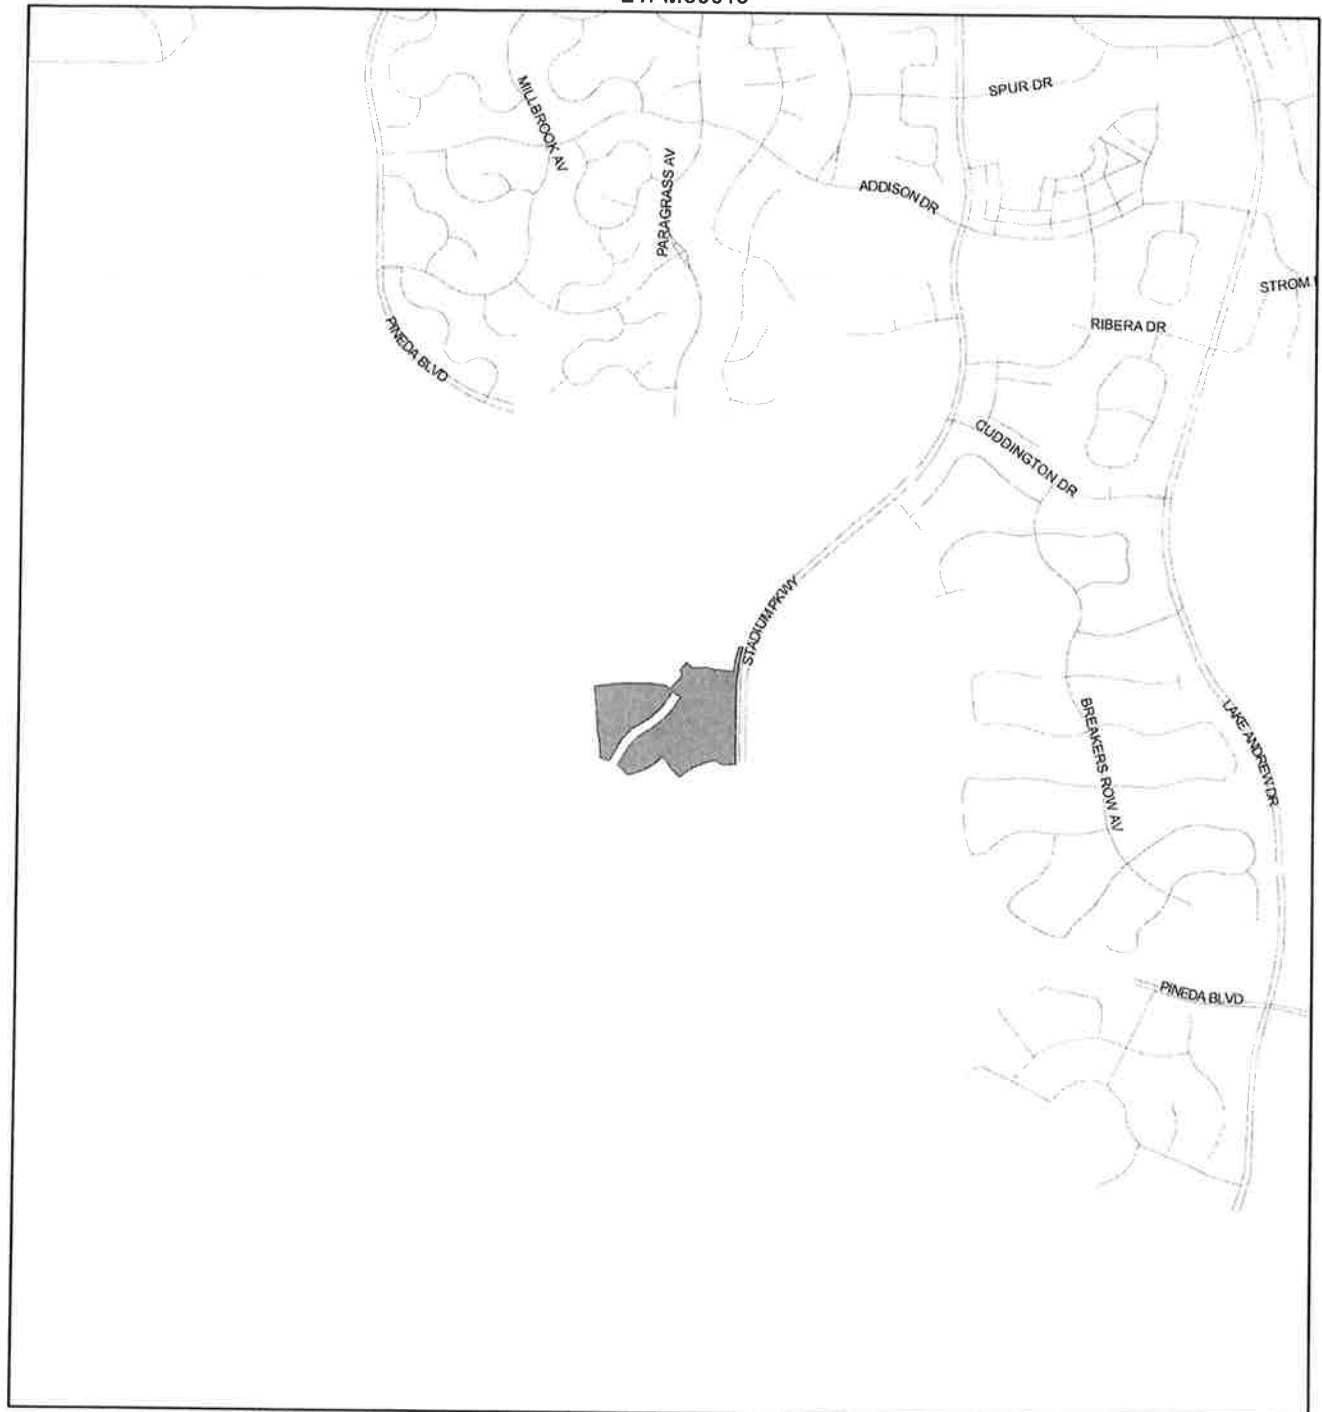 SPUR DR
MILLBROOK AV
PARAGRASS AV
ADDISON DR
STROM
RIBERA DR
PINEDA BLVD
CUDDINGTON DR
STADIUM PKWY
BREAKERS ROW AV
LAKE ANDREW DR
PINEDA BLVD